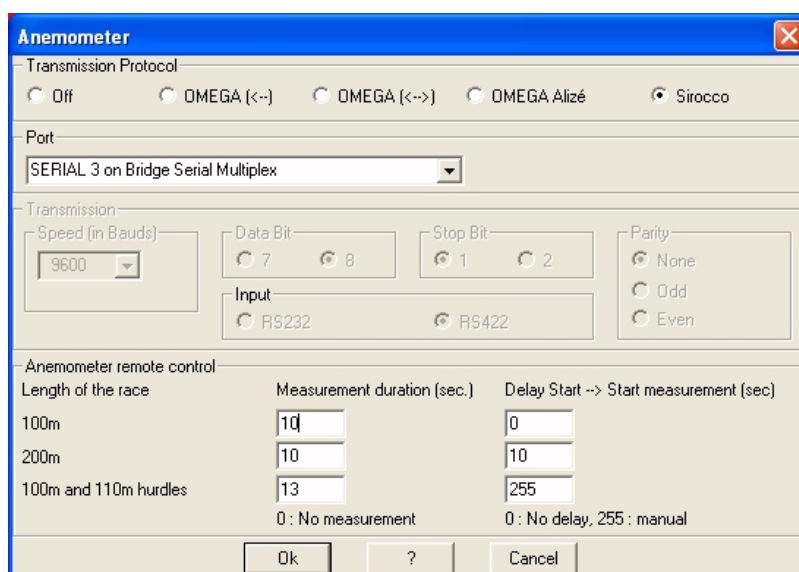 Anemometer
Transmission Protocol
Off OMEGA (<--) OMEGA (<-->) OMEGA Alizé Sirocco
Port
SERIAL 3 on Bridge Serial Multiplex
Transmission
Speed (in Bauds) Data Bit Stop Bit Parity
9600 7 8 1 2 None
Input Odd
RS232 RS422 Even
Anemometer remote control
Length of the race Measurement duration (sec.) Delay Start --> Start measurement (sec)
100m 10 0
200m 10 10
100m and 110m hurdles 13 255
0 : No measurement 0 : No delay, 255 : manual
Ok ? Cancel